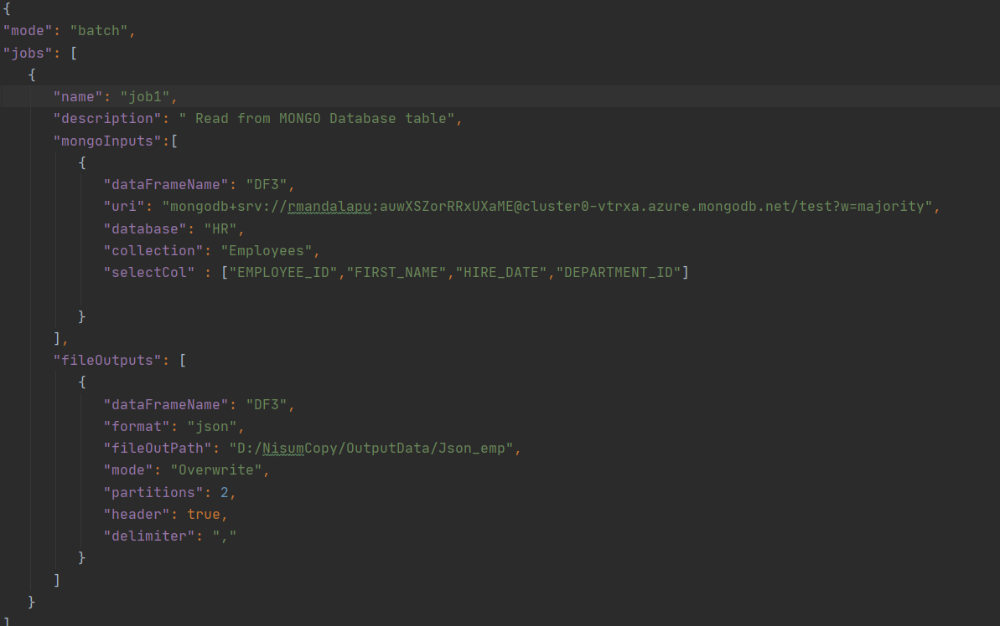 {
"mode": "batch",
"jobs": [
{
"name": "job1",
"description": " Read from MONGO Database table",
"mongoInputs":[
{
"dataFrameName": "DF3",
"uri": "mongodb+srv://rmandalapu:auwXSZorRRxUXaME@cluster0-vtrxa.azure.mongodb.net/test?w=majority",
"database": "HR",
"collection": "Employees",
"selectCol" : ["EMPLOYEE_ID","FIRST_NAME","HIRE_DATE","DEPARTMENT_ID"]
}
],
"fileOutputs": [
{
"dataFrameName": "DF3",
"format": "json",
"fileOutPath": "D:/NisumCopy/OutputData/Json_emp",
"mode": "Overwrite",
"partitions": 2,
"header": true,
"delimiter": ","
}
]
}
]